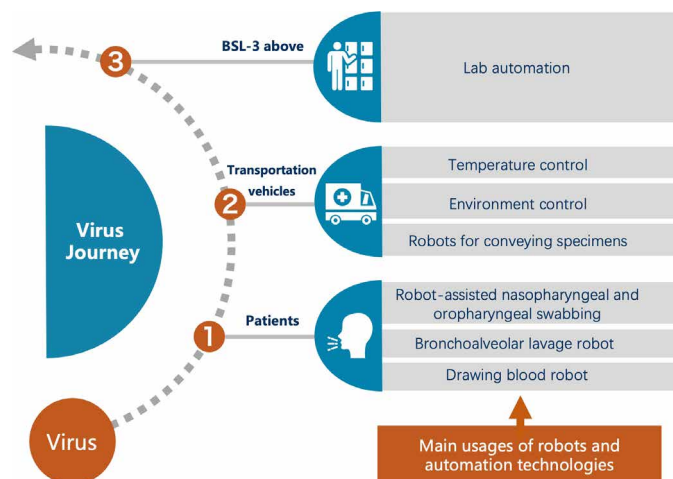 3
BSL-3 above
Lab automation
Transportation
vehicles
2
Temperature control
Environment control
Robots for conveying specimens
Virus
Journey
1
Patients
Robot-assisted nasopharyngeal and
oropharyngeal swabbing
Bronchoalveolar lavage robot
Drawing blood robot
Virus
Main usages of robots and
automation technologies